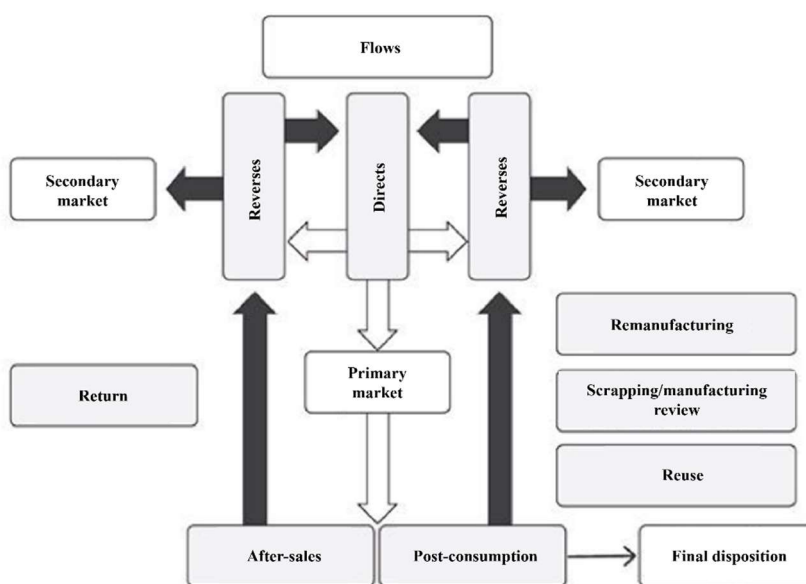 Flows
Reverses
Directs
Reverses
Secondary
market
Secondary
market
Remanufacturing
Primary
market
Return
Scrapping/manufacturing
review
Reuse
After-sales
Post-consumption
Final disposition